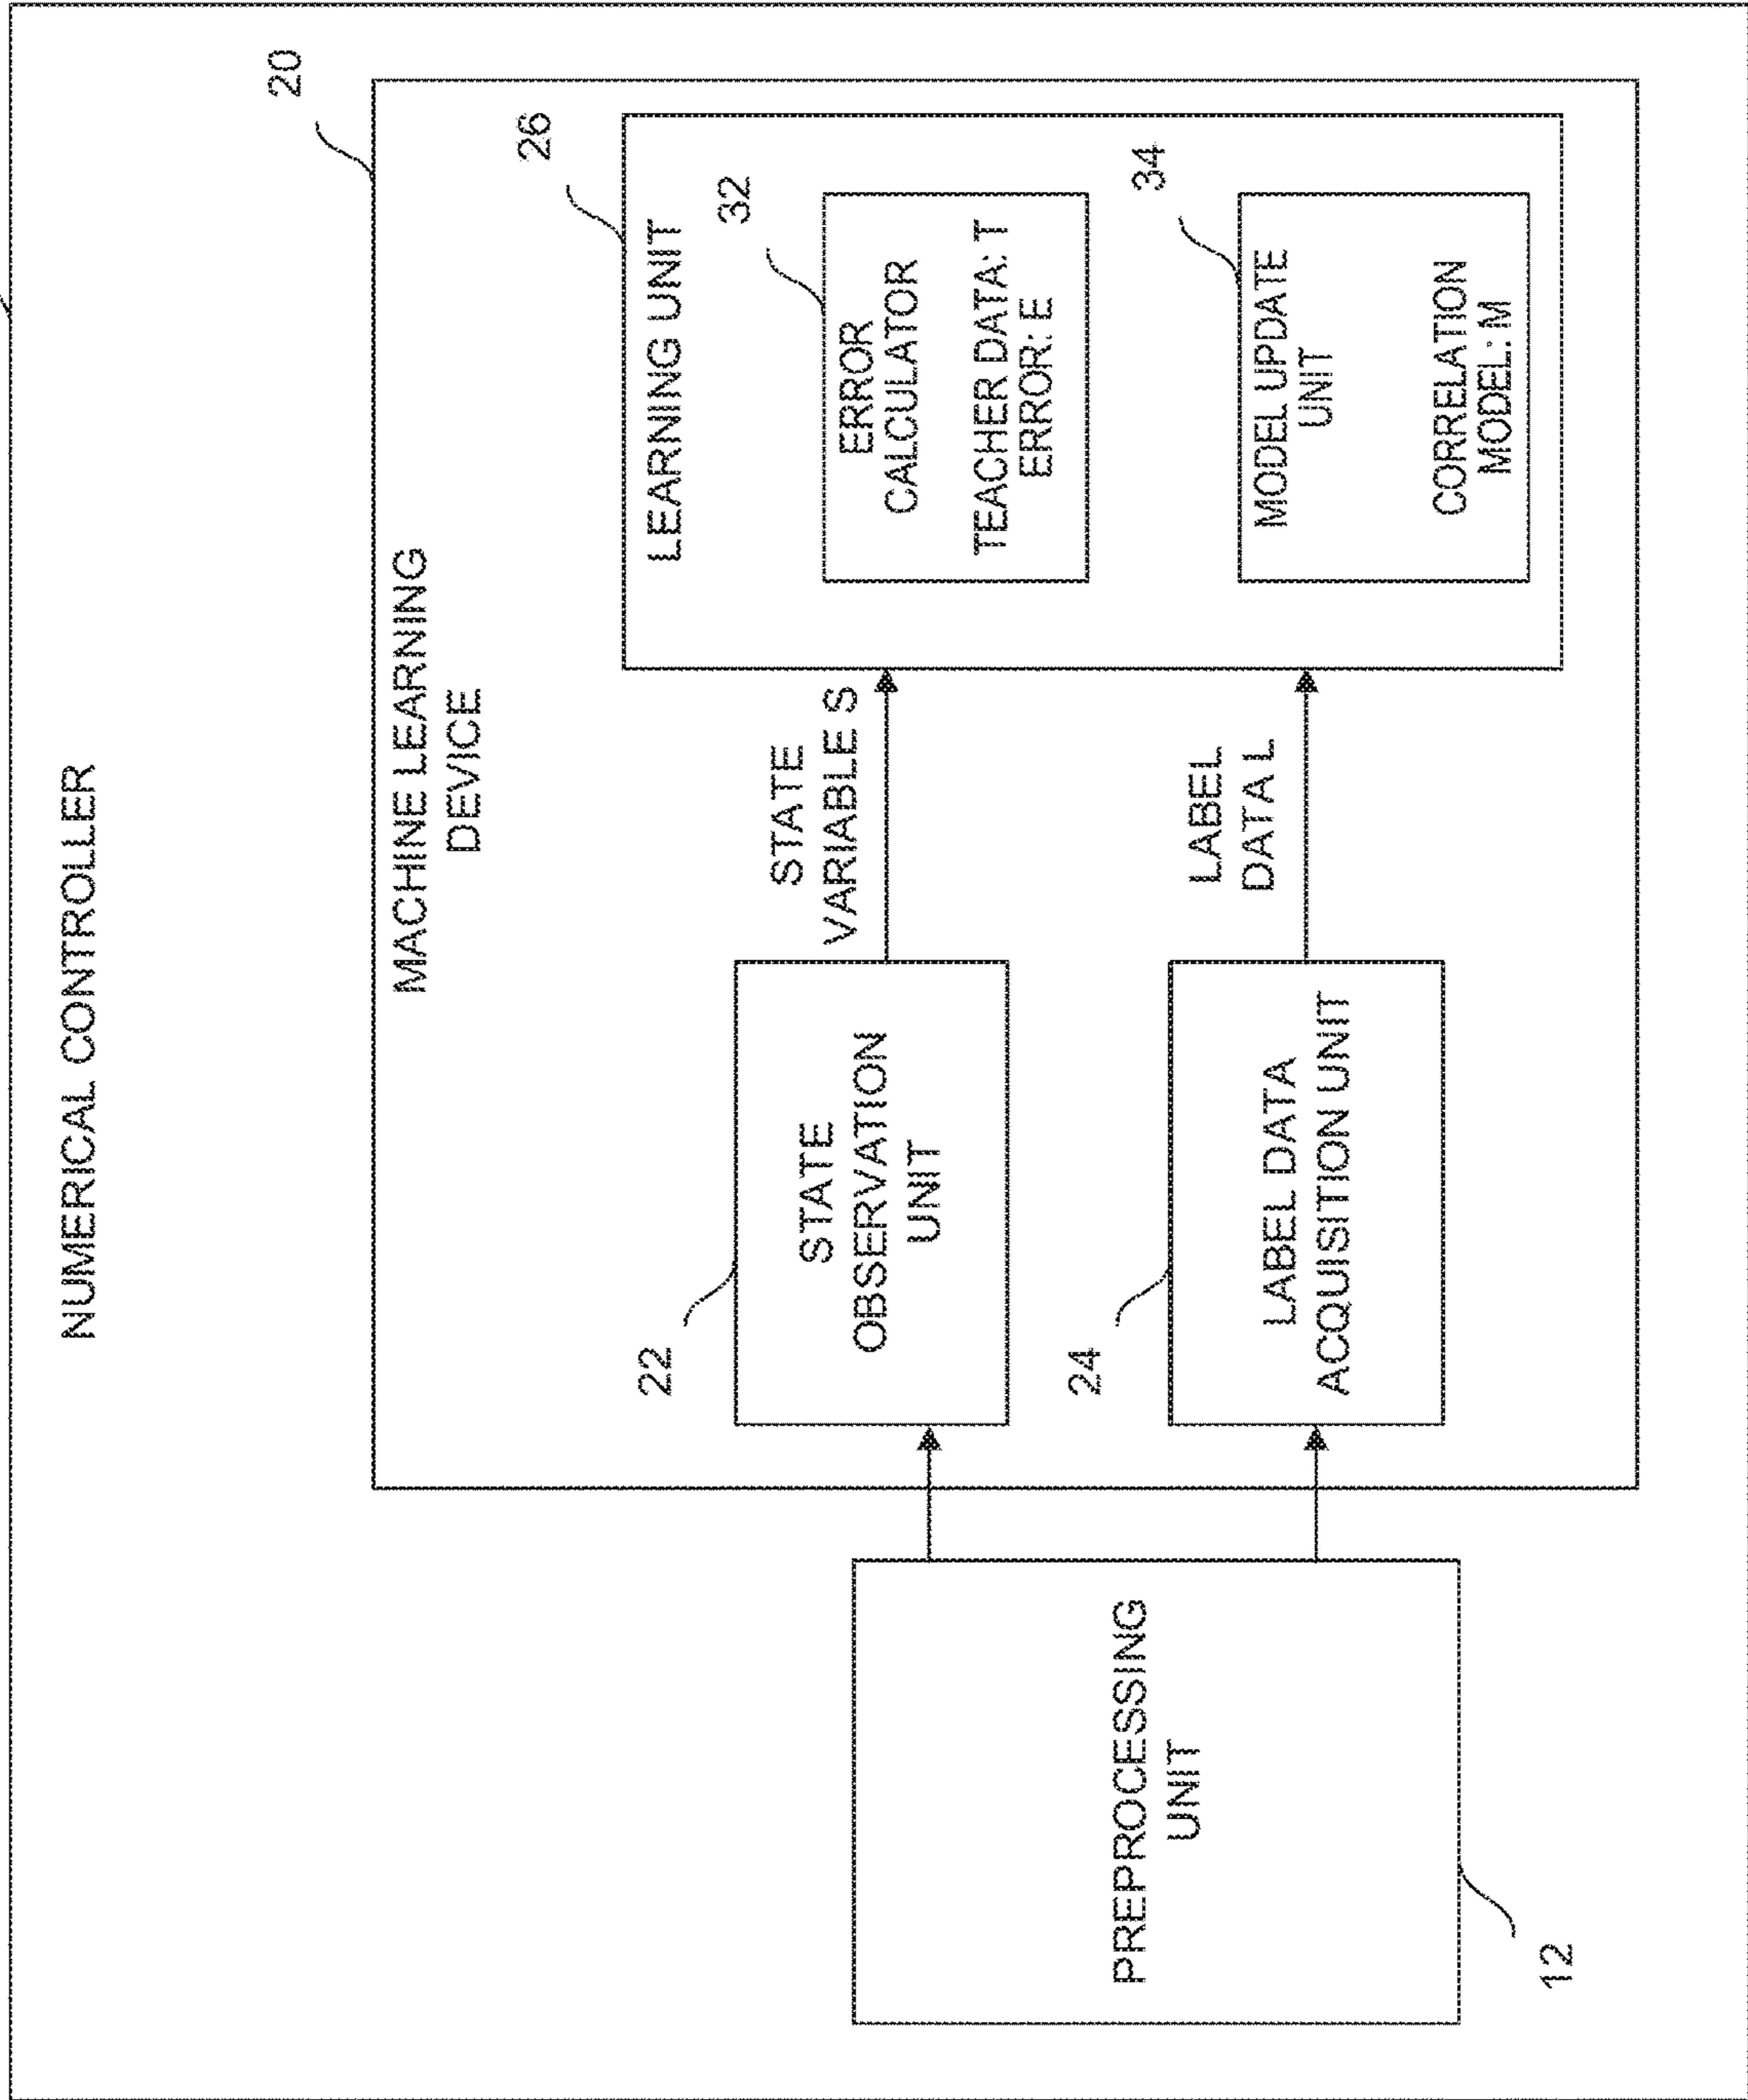 NUMERICAL CONTROLLER
20
MACHINE LEARNING
DEVICE
26
LEARNING UNIT
22
STATE
OBSERVATION
UNIT
STATE
VARIABLE S
32
ERROR
CALCULATOR
TEACHER DATA: T
ERROR: E
PREPROCESSING
UNIT
12
24
LABEL DATA
ACQUISITION UNIT
LABEL
DATA L
34
MODEL UPDATE
UNIT
CORRELATION
MODEL: M